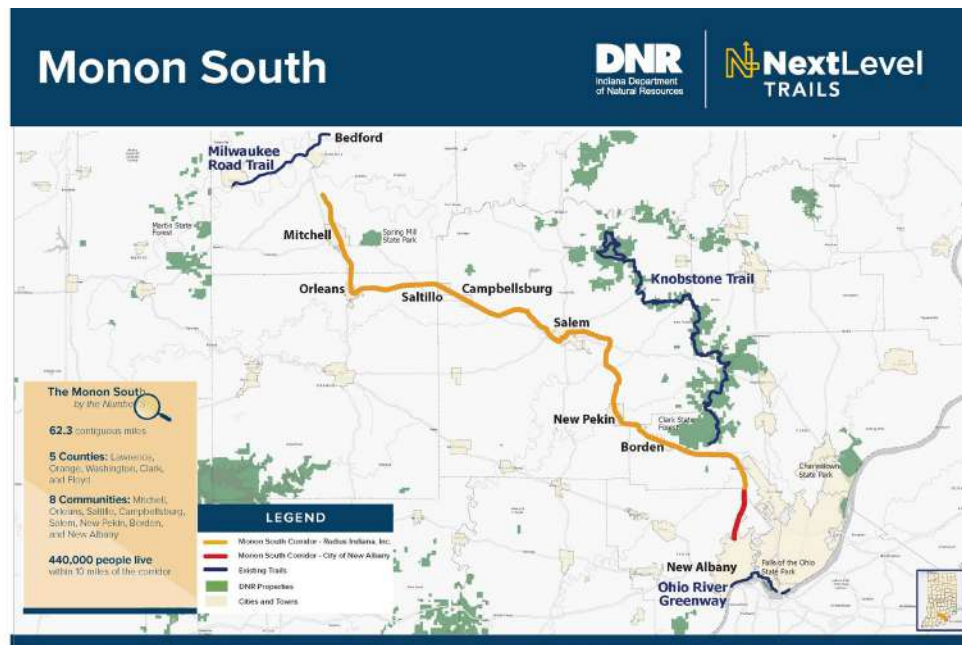 Monon South
DNR
Indiana Department
of Natural Resources
NextLevel
TRAILS
Bedford
Milwaukee
Road Trail
Martin State
Forest
Mitchell
Spring Mill
State Park
Orleans
Saltillo
Campbellsburg
Knobstone Trail
Salem
New Pekin
Clark State
Forest
Borden
Charlestown
State Park
New Albany
Falls of the Ohio
State Park
Ohio River
Greenway
The Monon South
by the Numbers
62.3 contiguous miles
5 Counties: Lawrence,
Orange, Washington, Clark,
and Floyd
8 Communities: Mitchell,
Orleans, Saltillo, Campbellsburg,
Salem, New Pekin, Borden,
and New Albany
440,000 people live
within 10 miles of the corridor
LEGEND
Monon South Corridor - Radius Indiana, Inc.
Monon South Corridor - City of New Albany
Existing Trails
DNR Properties
Cities and Towns